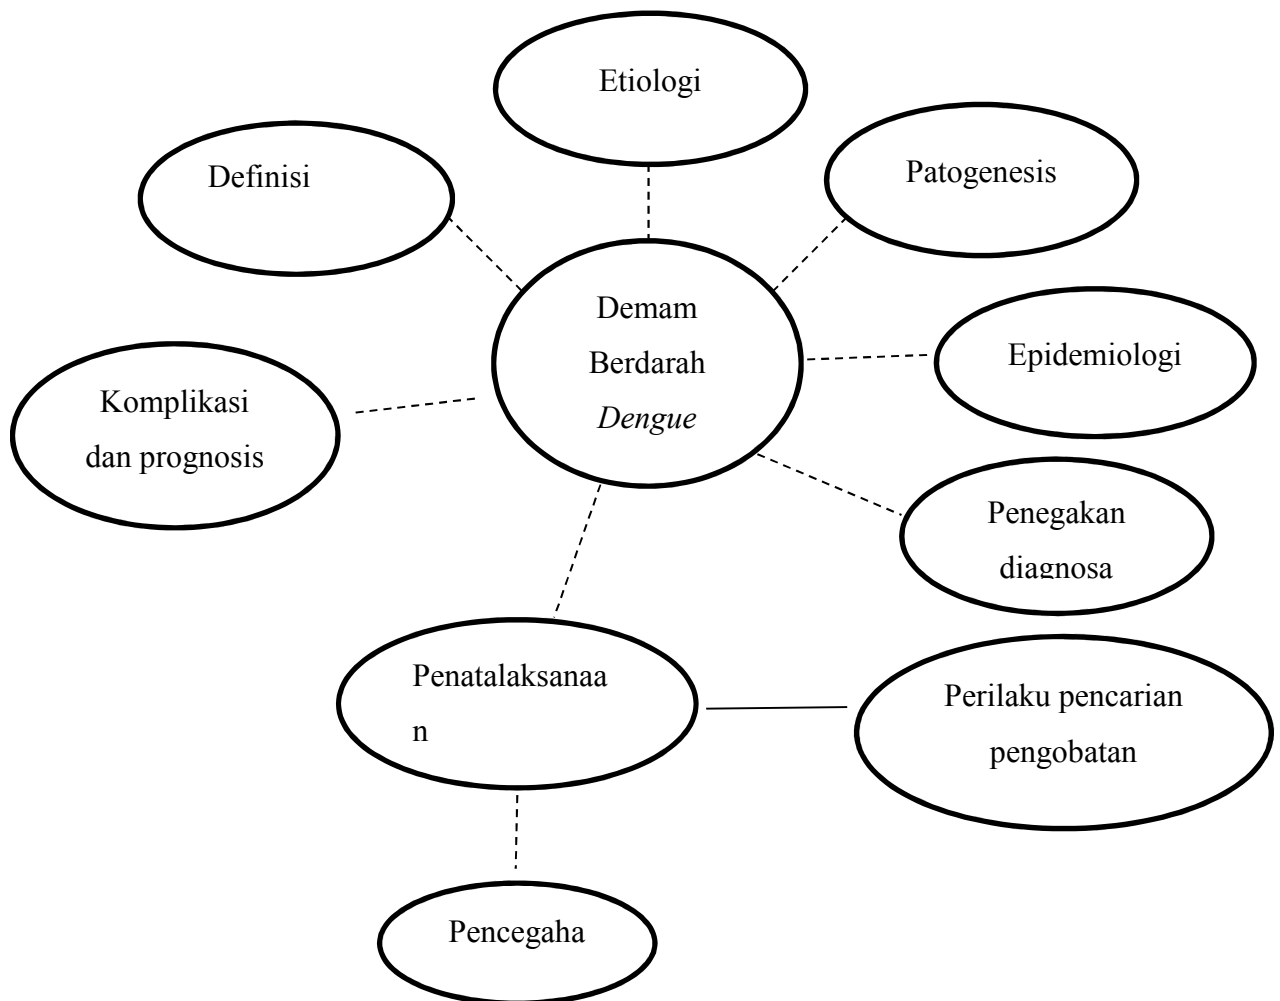 Etiologi
Definisi
Patogenesis
Demam
Berdarah
Dengue
Epidemiologi
Komplikasi
dan prognosis
Penegakan
diagnosa
Penatalaksanaa
n
Perilaku pencarian
pengobatan
Pencegaha